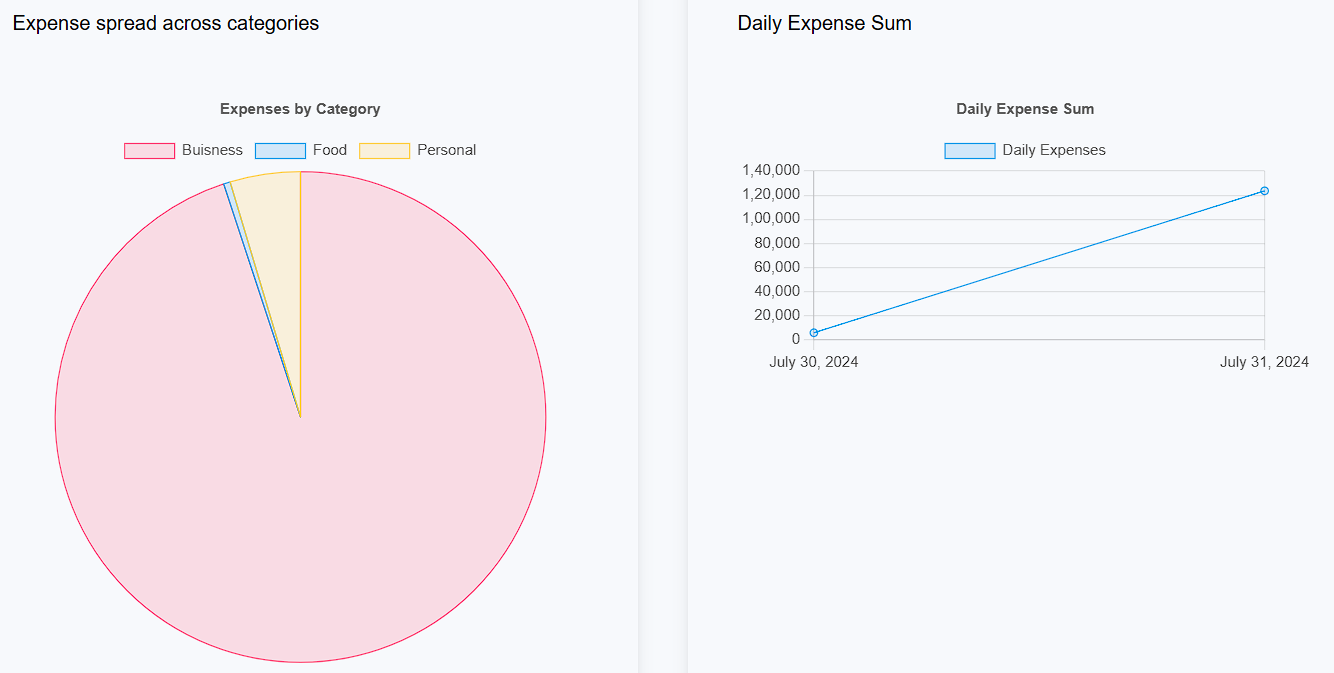 Expense spread across categories
Expenses by Category
Buisness Food Personal
Daily Expense Sum
Daily Expense Sum
Daily Expenses
1,40,000
1,20,000
1,00,000
80,000
60,000
40,000
20,000
0
July 30, 2024 July 31, 2024